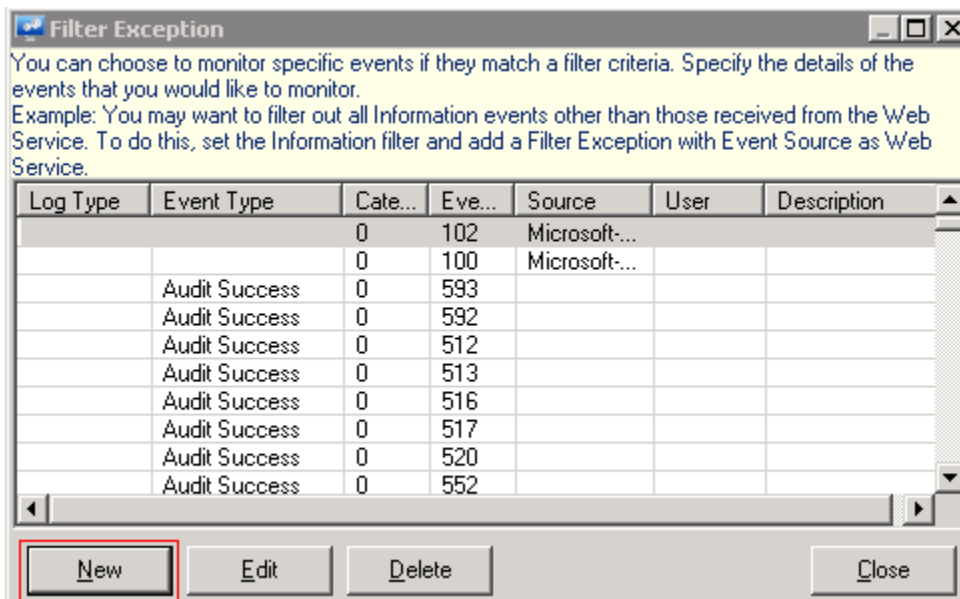 Filter Exception
You can choose to monitor specific events if they match a filter criteria. Specify the details of the
events that you would like to monitor.
Example: You may want to filter out all Information events other than those received from the Web
Service. To do this, set the Information filter and add a Filter Exception with Event Source as Web
Service.
Log Type Event Type Cate... Eve... Source User Description
0 102 Microsoft-...
0 100 Microsoft-...
Audit Success 0 593
Audit Success 0 592
Audit Success 0 512
Audit Success 0 513
Audit Success 0 516
Audit Success 0 517
Audit Success 0 520
Audit Success 0 552
New Edit Delete Close